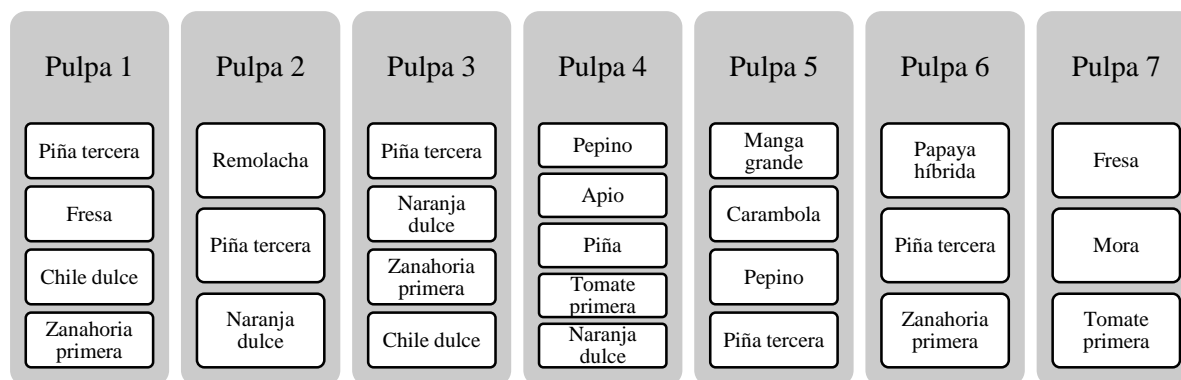 Pulpa 1
Piña tercera
Fresa
Chile dulce
Zanahoria
primera
Pulpa 2
Remolacha
Piña tercera
Naranja
dulce
Pulpa 3
Piña tercera
Naranja
dulce
Zanahoria
primera
Chile dulce
Pulpa 4
Pepino
Apio
Piña
Tomate
primera
Naranja
dulce
Pulpa 5
Manga
grande
Carambola
Pepino
Piña tercera
Pulpa 6
Papaya
híbrida
Piña tercera
Zanahoria
primera
Pulpa 7
Fresa
Mora
Tomate
primera